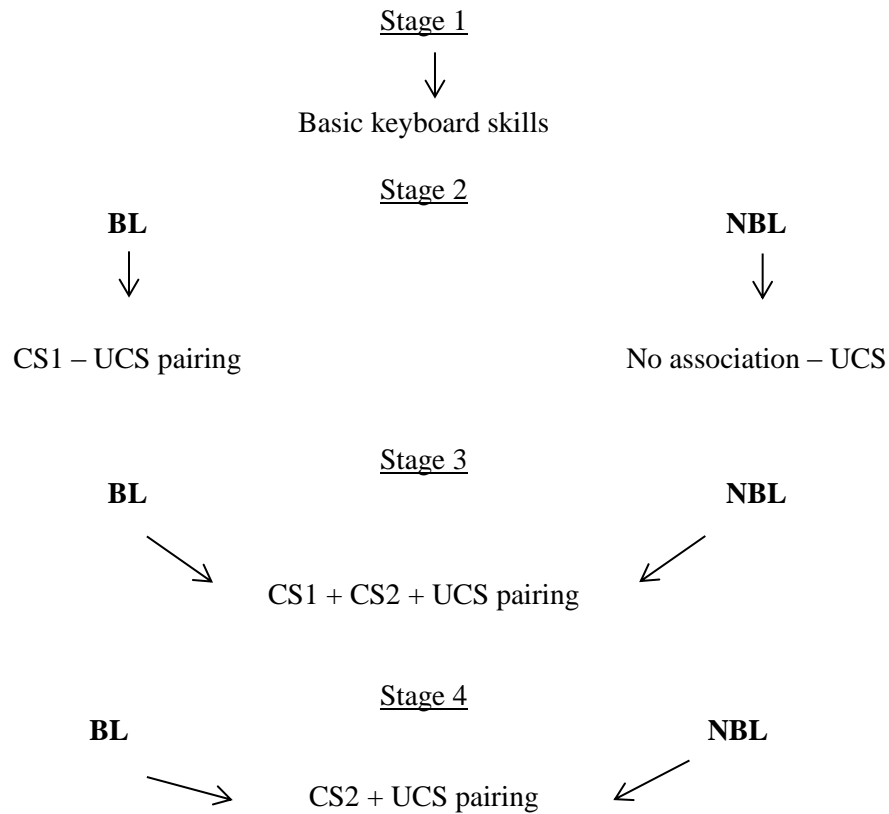 Stage 1
Basic keyboard skills
Stage 2
BL NBL
CS1 – UCS pairing No association – UCS
Stage 3
BL NBL
CS1 + CS2 + UCS pairing
Stage 4
BL NBL
CS2 + UCS pairing